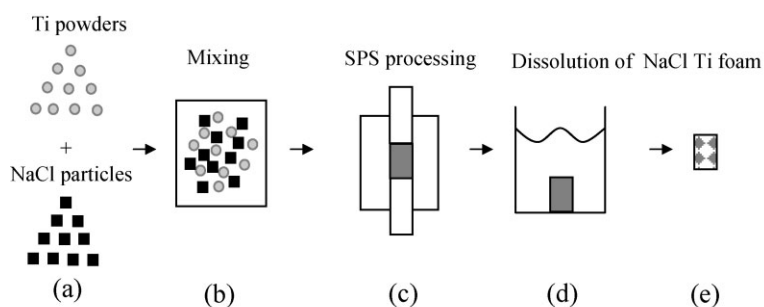 Ti powders
+
NaCl particles
(a)
Mixing
(b)
SPS processing
(c)
Dissolution of NaCl
(d)
Ti foam
(e)